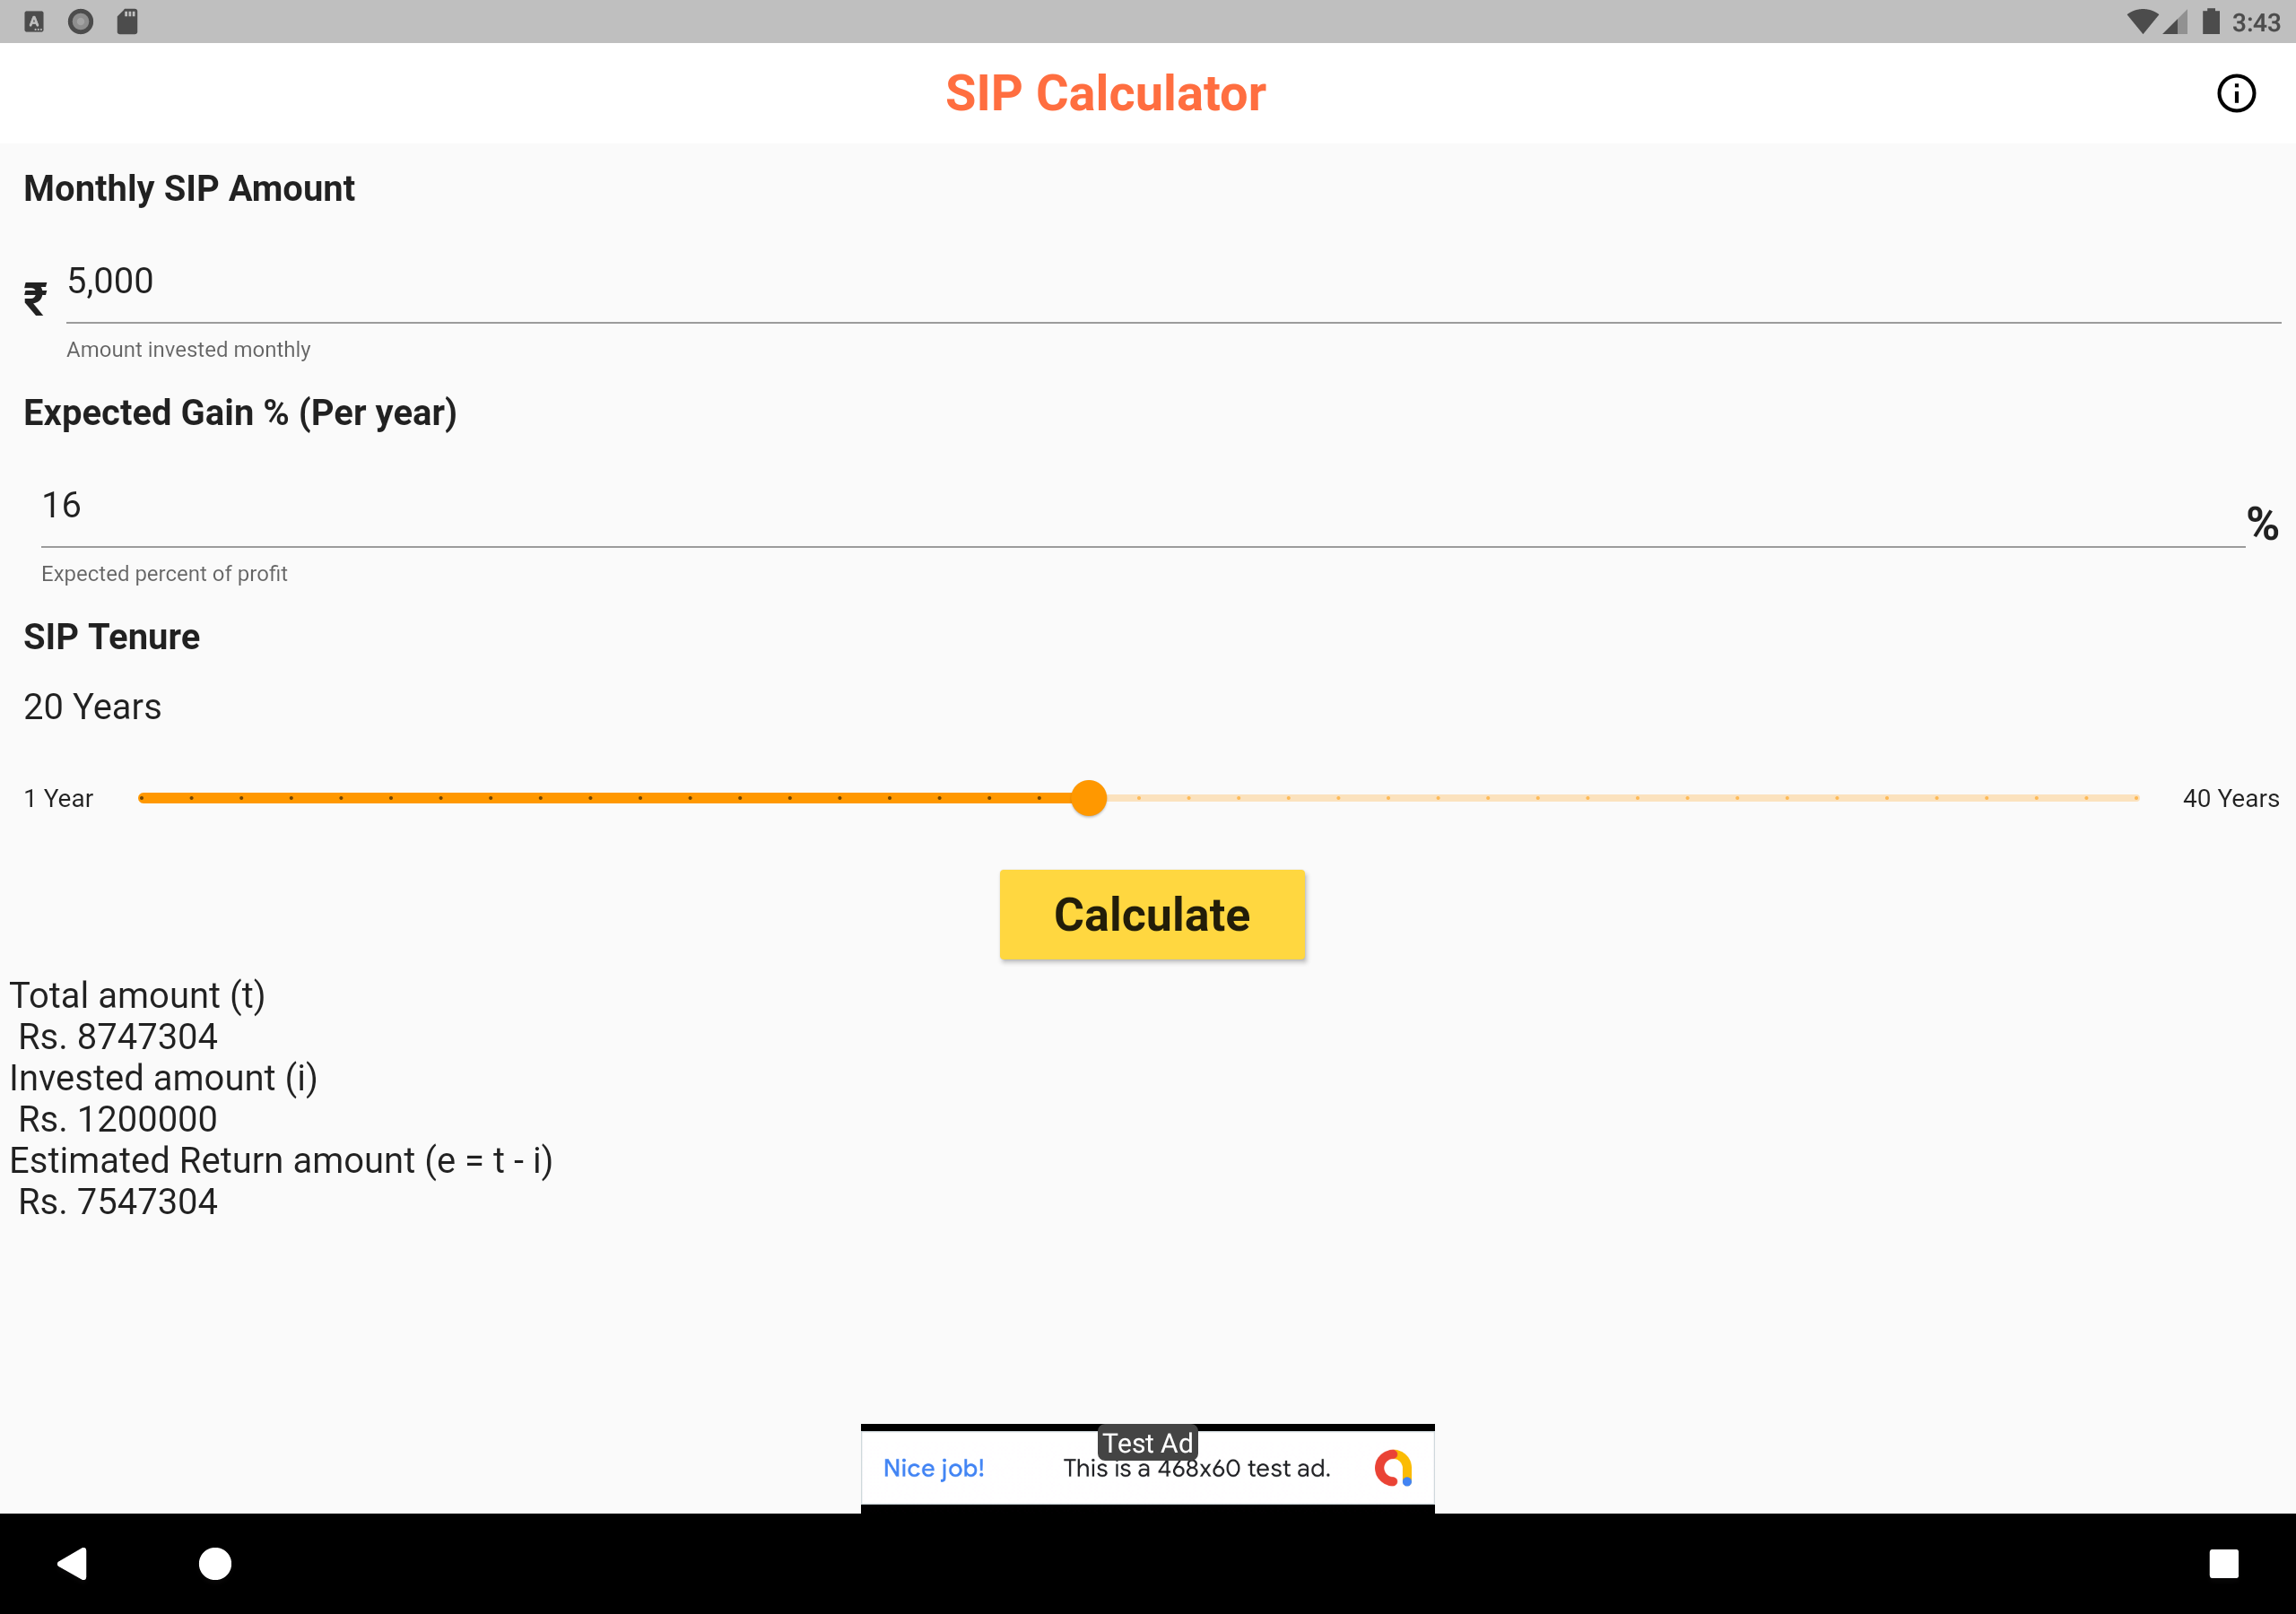 3:43
SIP Calculator
Monthly SIP Amount
₹ 5,000
Amount invested monthly
Expected Gain % (Per year)
16 %
Expected percent of profit
SIP Tenure
20 Years
1 Year 40 Years
Calculate
Total amount (t)
Rs. 8747304
Invested amount (i)
Rs. 1200000
Estimated Return amount (e = t - i)
Rs. 7547304
Test Ad
Nice job! This is a 468x60 test ad.